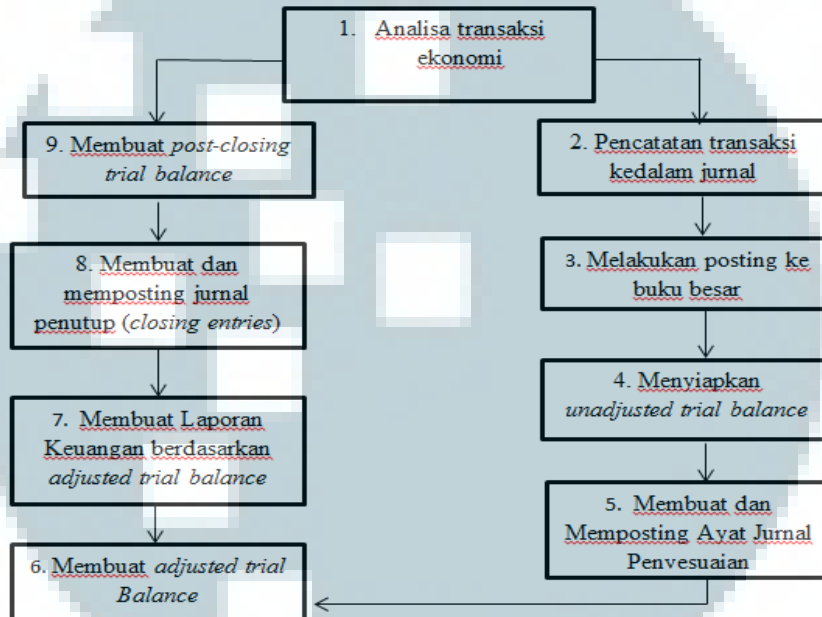 1. Analisa transaksi
ekonomi
2. Pencatatan transaksi
kedalam jurnal
3. Melakukan posting ke
buku besar
4. Menyiapkan
unadjusted trial balance
5. Membuat dan
Memposting Ayat Jurnal
Penyesuaian
6. Membuat adjusted trial
Balance
7. Membuat Laporan
Keuangan berdasarkan
adjusted trial balance
8. Membuat dan
memposting jurnal
penutup (closing entries)
9. Membuat post-closing
trial balance